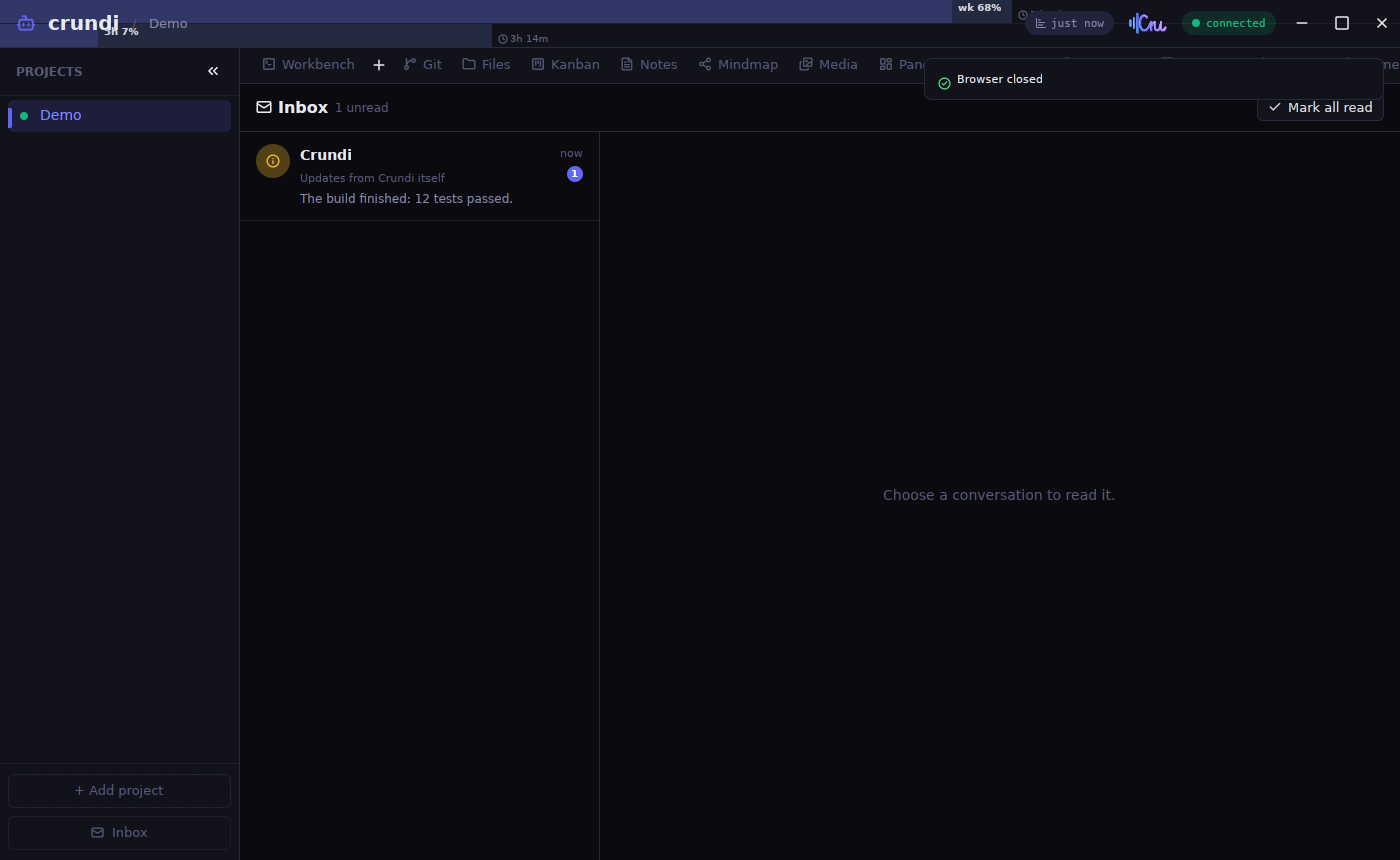 wk 68%
crundi / Demo
just now
connected
5h 7%
3h 14m
PROJECTS
Workbench
Git
Files
Kanban
Notes
Mindmap
Media
Browser closed
Demo
Inbox 1 unread
Mark all read
Crundi
now
Updates from Crundi itself
1
The build finished: 12 tests passed.
Choose a conversation to read it.
+ Add project
Inbox